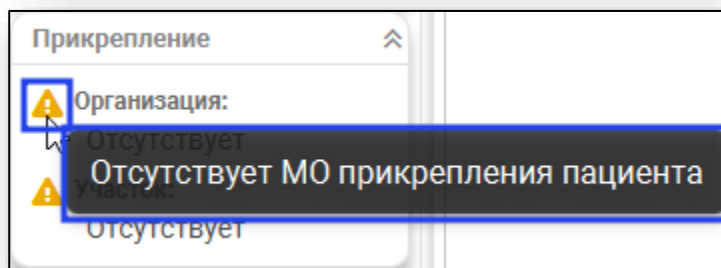 Прикрепление
Организация:
Отсутствует
Отсутствует МО прикрепления пациента
Участок:
Отсутствует